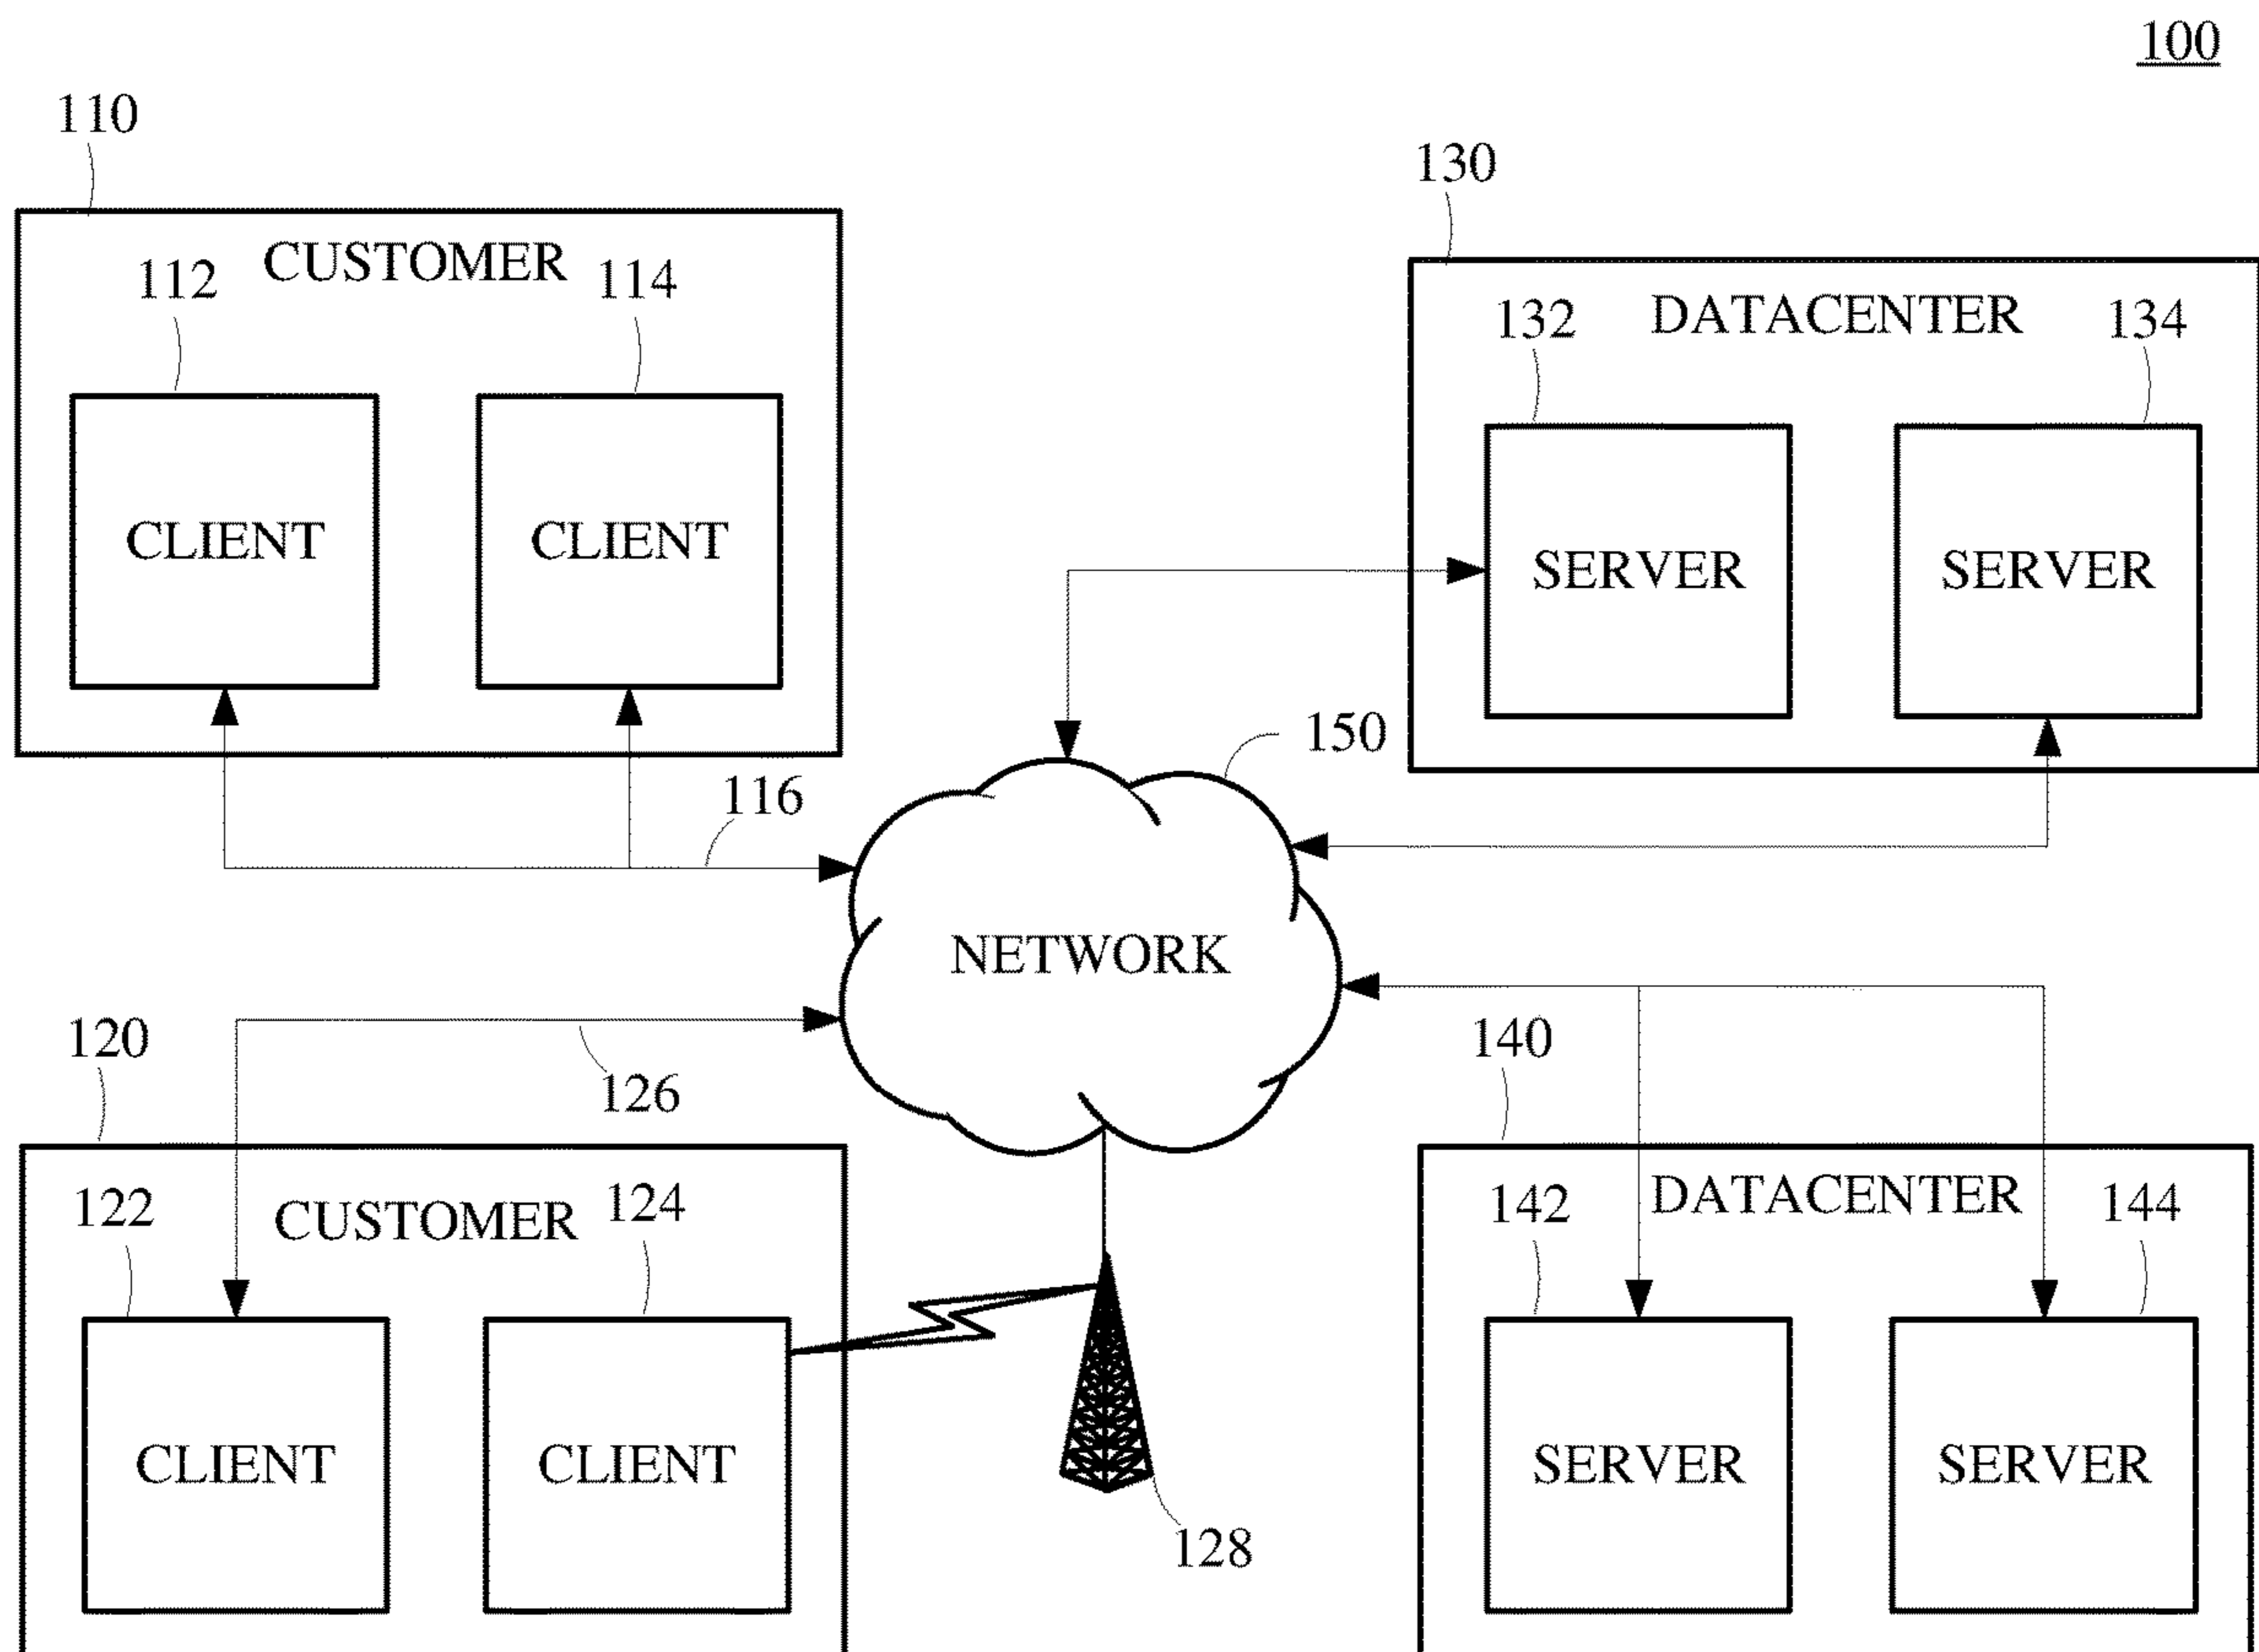 100
110
CUSTOMER
112
114
CLIENT
CLIENT
116
130
DATACENTER
132
134
SERVER
SERVER
150
NETWORK
120
126
CUSTOMER
122
124
CLIENT
CLIENT
128
140
DATACENTER
142
144
SERVER
SERVER